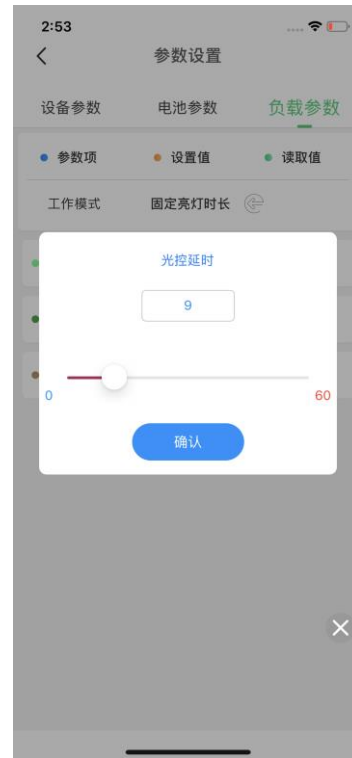 2:53
参数设置
设备参数 电池参数 负载参数
参数项 设置值 读取值
工作模式 固定亮灯时长
光控延时
9
0 60
确认